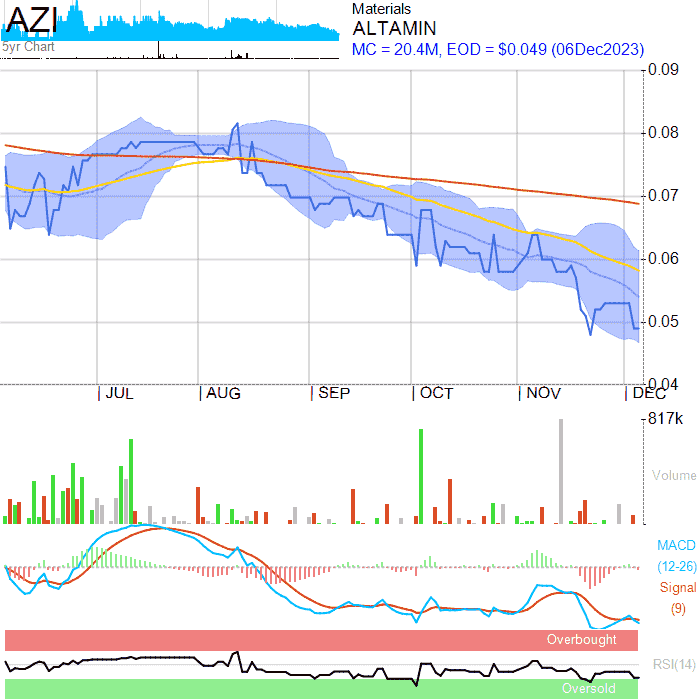 AZI
5yr Chart
Materials
ALTAMIN
MC = 20.4M, EOD = $0.049 (06Dec2023)
0.09
0.08
0.07
0.06
0.05
0.04
JUL AUG SEP OCT NOV DEC
817k
Volume
MACD
(12-26)
Signal
(9)
Overbought
RSI(14)
Oversold